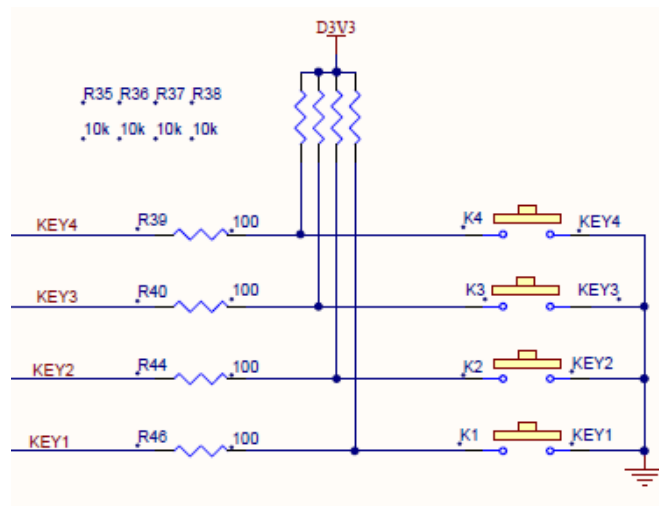 D3V3
R35 R36 R37 R38
10k 10k 10k 10k
KEY4 R39 100 K4 KEY4
KEY3 R40 100 K3 KEY3
KEY2 R44 100 K2 KEY2
KEY1 R46 100 K1 KEY1